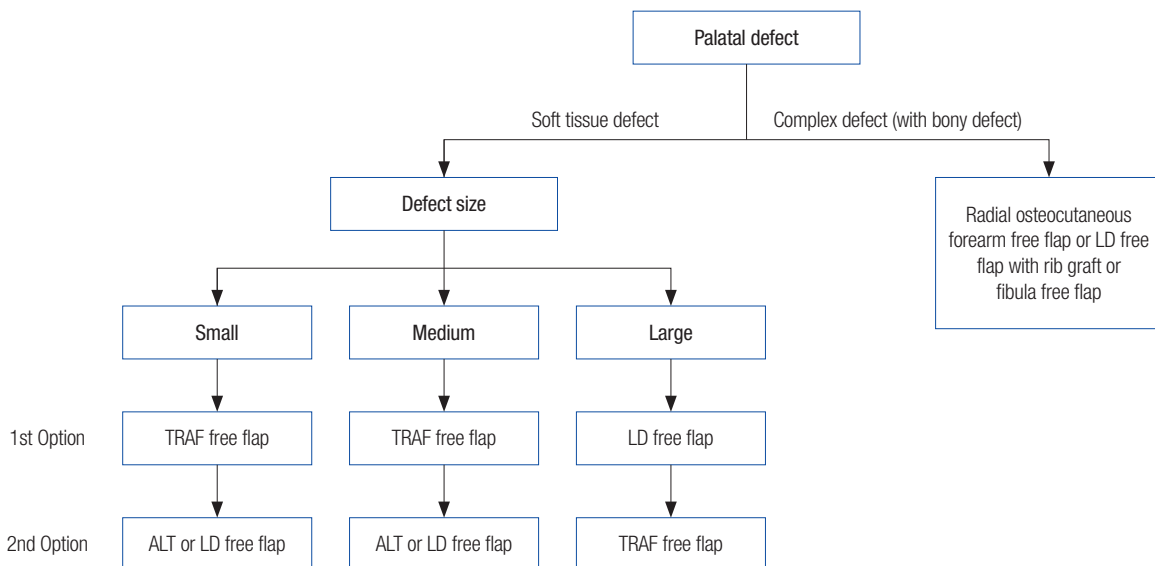 Palatal defect
Soft tissue defect
Complex defect (with bony defect)
Defect size
Radial osteocutaneous
forearm free flap or LD free
flap with rib graft or
fibula free flap
Small
Medium
Large
1st Option
TRAF free flap
TRAF free flap
LD free flap
2nd Option
ALT or LD free flap
ALT or LD free flap
TRAF free flap